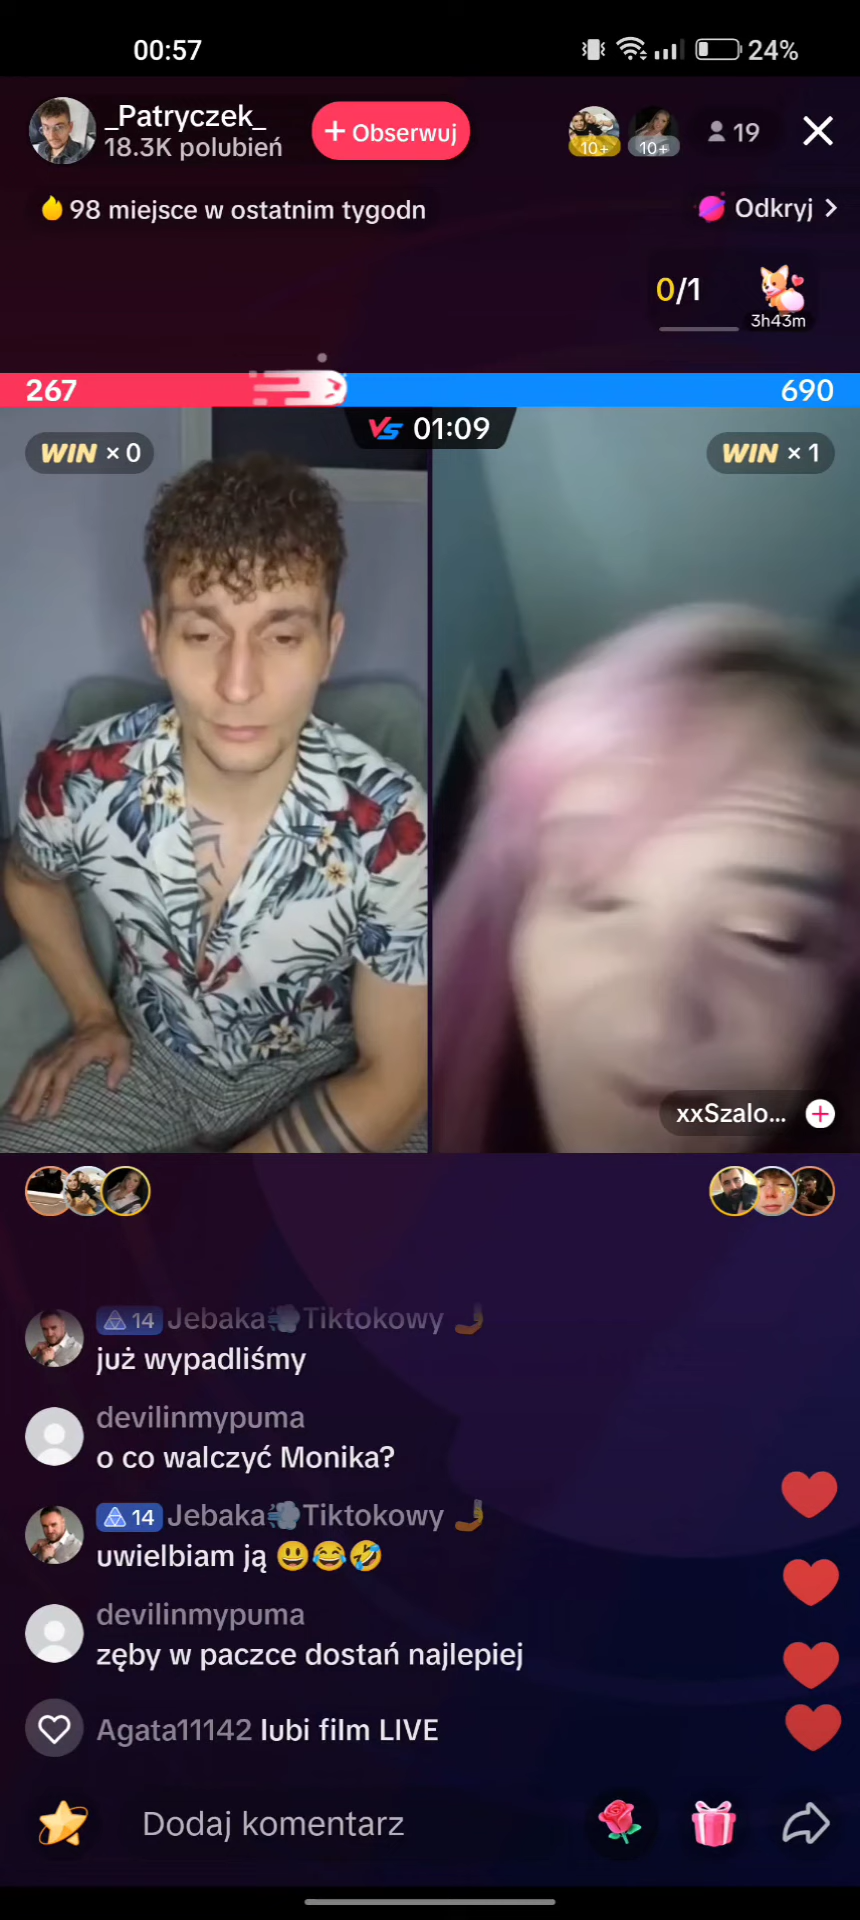 00:57
24%
_Patryczek_
18.3K polubień
+ Obserwuj
10+
10+
19
98 miejsce w ostatnim tygodn
Odkryj >
0/1
3h43m
267
690
VS 01:09
WIN × 0
WIN × 1
xxSzalo...
14 Jebaka💨Tiktokowy 🤳
już wypadliśmy
devilinmypuma
o co walczyć Monika?
14 Jebaka💨Tiktokowy 🤳
uwielbiam ją 😃😂🤣
devilinmypuma
zęby w paczce dostań najlepiej
Agata11142 lubi film LIVE
Dodaj komentarz